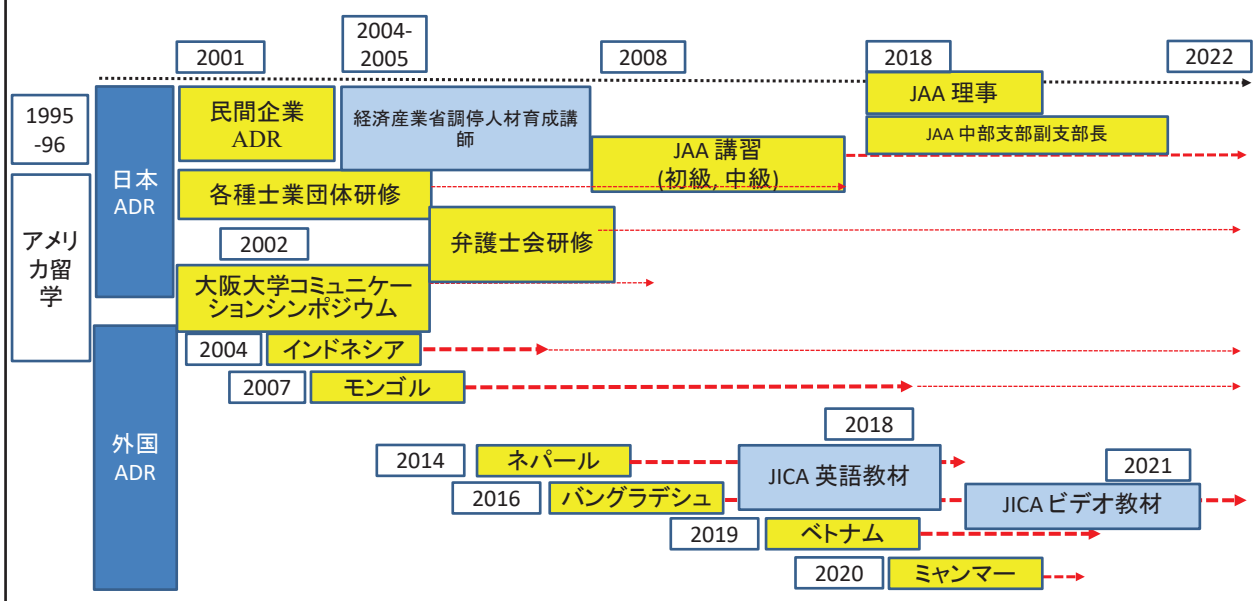 2001
2004-
2005
2008
2018
2022
1995
-96
アメリ
カ留
学
日本
ADR
民間企業
ADR
経済産業省調停人材育成講
師
JAA 講習
(初級, 中級)
JAA 理事
JAA 中部支部副支部長
各種士業団体研修
弁護士会研修
2002
大阪大学コミュニケー
ションシンポジウム
外国
ADR
2004
インドネシア
2007
モンゴル
2014
ネパール
2018
JICA 英語教材
2016
バングラデシュ
2021
JICA ビデオ教材
2019
ベトナム
2020
ミャンマー